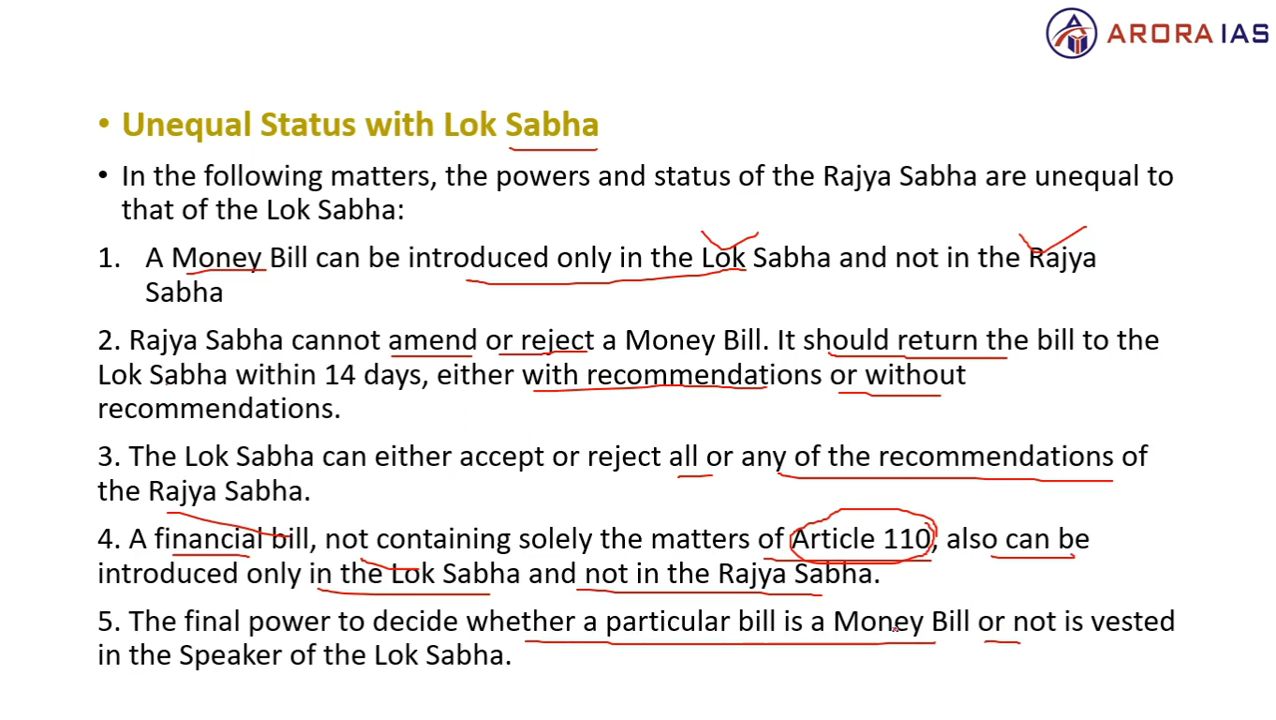 ARORA IAS
• Unequal Status with Lok Sabha
• In the following matters, the powers and status of the Rajya Sabha are unequal to
that of the Lok Sabha:
1. A Money Bill can be introduced only in the Lok Sabha and not in the Rajya
Sabha
2. Rajya Sabha cannot amend or reject a Money Bill. It should return the bill to the
Lok Sabha within 14 days, either with recommendations or without
recommendations.
3. The Lok Sabha can either accept or reject all or any of the recommendations of
the Rajya Sabha.
4. A financial bill, not containing solely the matters of Article 110, also can be
introduced only in the Lok Sabha and not in the Rajya Sabha.
5. The final power to decide whether a particular bill is a Money Bill or not is vested
in the Speaker of the Lok Sabha.